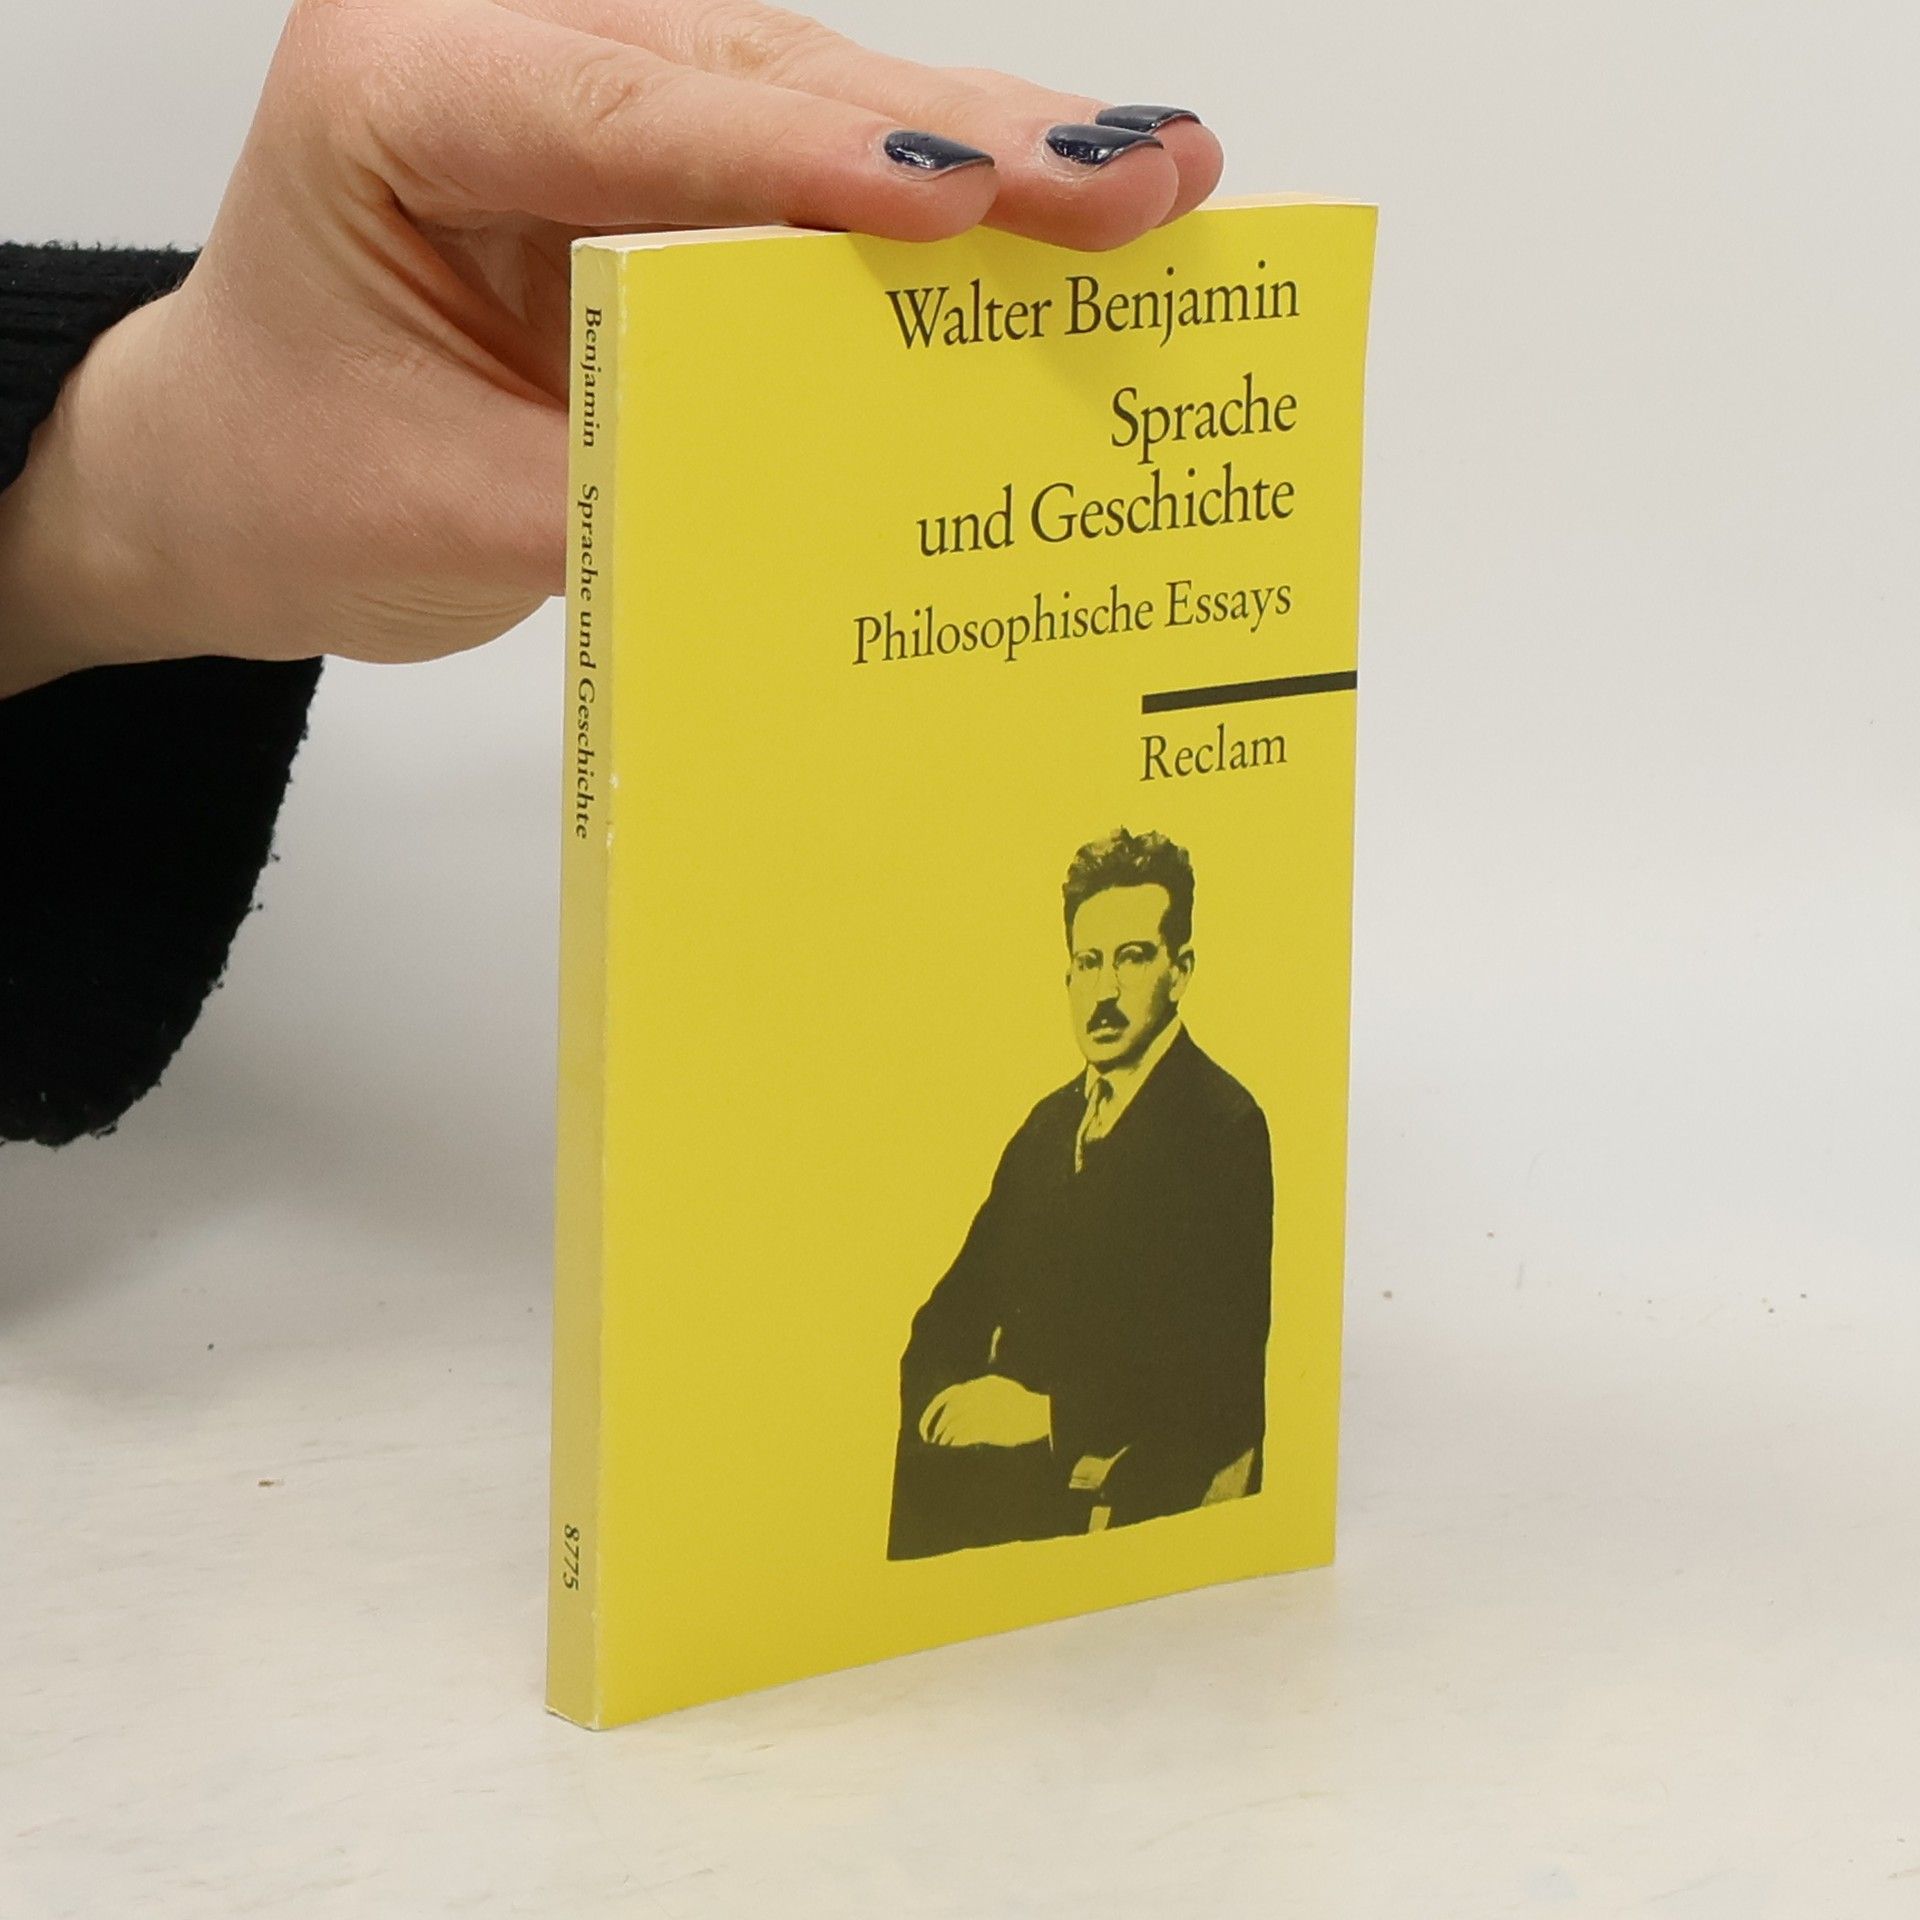 Walter Benjamin
Sprache
und Geschichte
Philosophische Essays
Reclam
Benjamin Sprache und Geschichte
8775